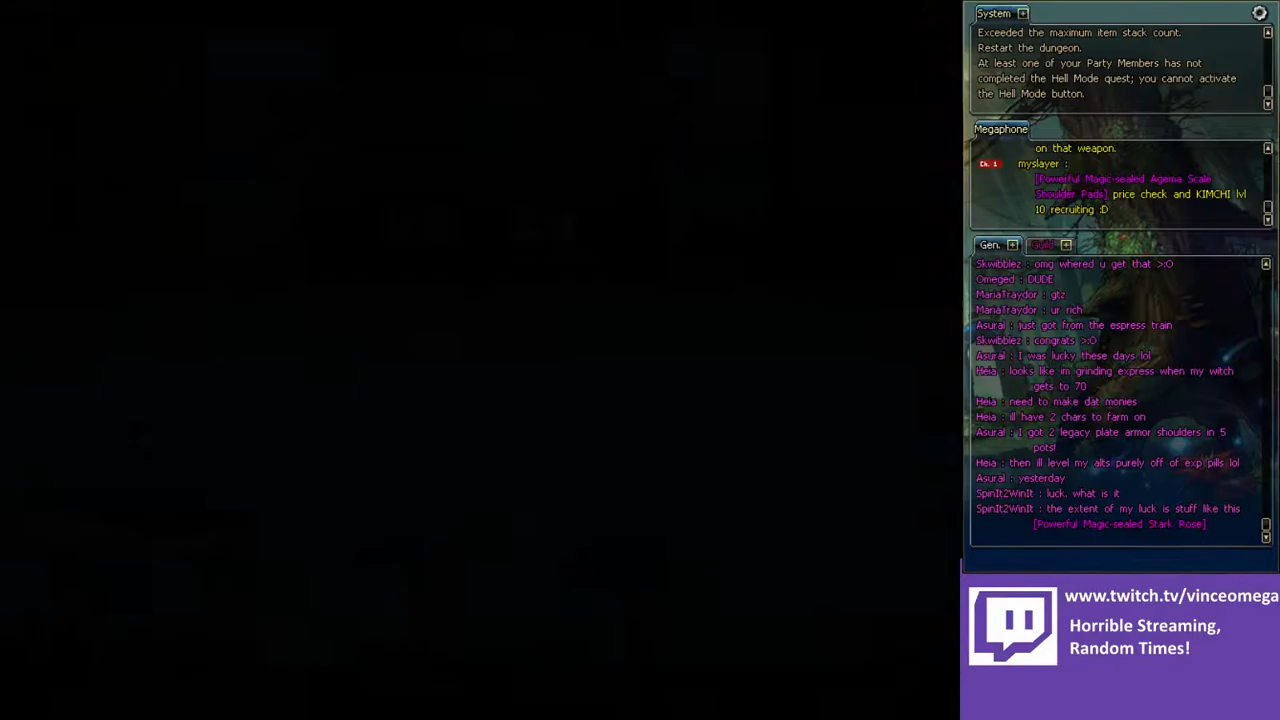 System +
Exceeded the maximum item stack count.
Restart the dungeon.
At least one of your Party Members has not
completed the Hell Mode quest; you cannot activate
the Hell Mode button.
Megaphone
on that weapon.
Ch. 1 myslayer :
[Powerful Magic-sealed Agema Scale
Shoulder Pads] price check and KIMCHI lvl
10 recruiting :D
Gen. + Guild +
Skwibblez : omg whered u get that >:O
Omeged : DUDE
MariaTraydor : gtz
MariaTraydor : ur rich
Asural : just got from the espress train
Skwibblez : congrats >:O
Asural : I was lucky these days lol
Heia : looks like im grinding express when my witch
gets to 70
Heia : need to make dat monies
Heia : ill have 2 chars to farm on
Asural : I got 2 legacy plate armor shoulders in 5
pots!
Heia : then ill level my alts purely off of exp pills lol
Asural : yesterday
SpinIt2WinIt : luck. what is it
SpinIt2WinIt : the extent of my luck is stuff like this
[Powerful Magic-sealed Stark Rose]
www.twitch.tv/vinceomega
Horrible Streaming,
Random Times!